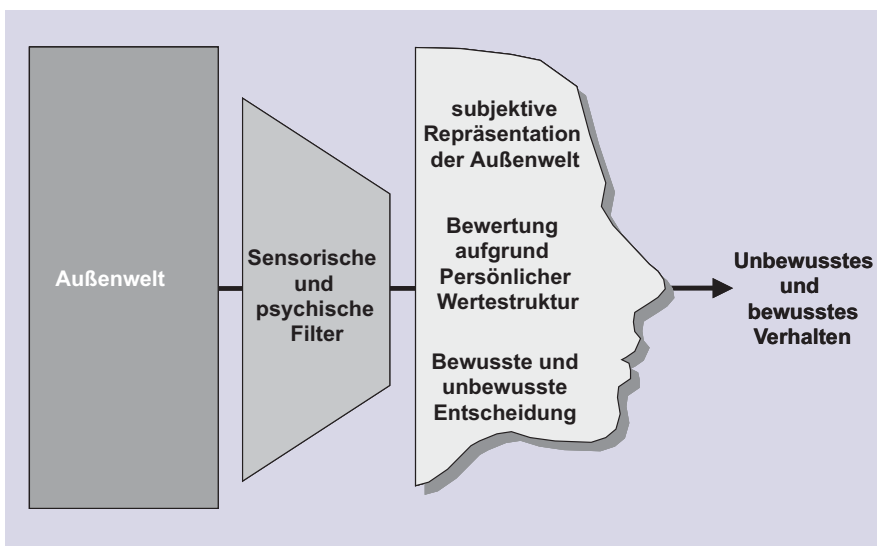 Außenwelt
Sensorische
und
psychische
Filter
subjektive
Repräsentation
der Außenwelt
Bewertung
aufgrund
Persönlicher
Wertestruktur
Bewusste und
unbewusste
Entscheidung
Unbewusstes
und
bewusstes
Verhalten